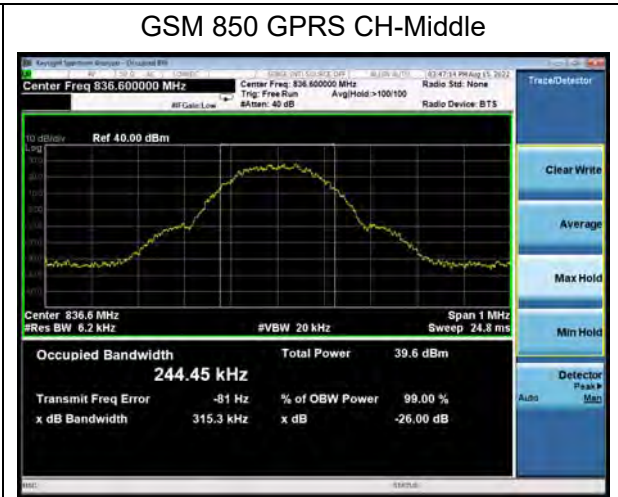 GSM 850 GPRS CH-Middle
Keysight Spectrum Analyzer - Occupied BW
Center Freq 836.600000 MHz
Center Freq: 836.600000 MHz
Radio Std: None
Trig: Free Run Avg|Hold:>100/100
#IFGain:Low #Atten: 40 dB Radio Device: BTS
Trace/Detector
10 dB/div Ref 40.00 dBm
Log
Clear Write
Average
Max Hold
Min Hold
Center 836.6 MHz Span 1 MHz
#Res BW 6.2 kHz #VBW 20 kHz Sweep 24.8 ms
Occupied Bandwidth Total Power 39.6 dBm
244.45 kHz
Transmit Freq Error -81 Hz % of OBW Power 99.00 %
x dB Bandwidth 315.3 kHz x dB -26.00 dB
Detector
Peak▶
Auto Man
MSG STATUS